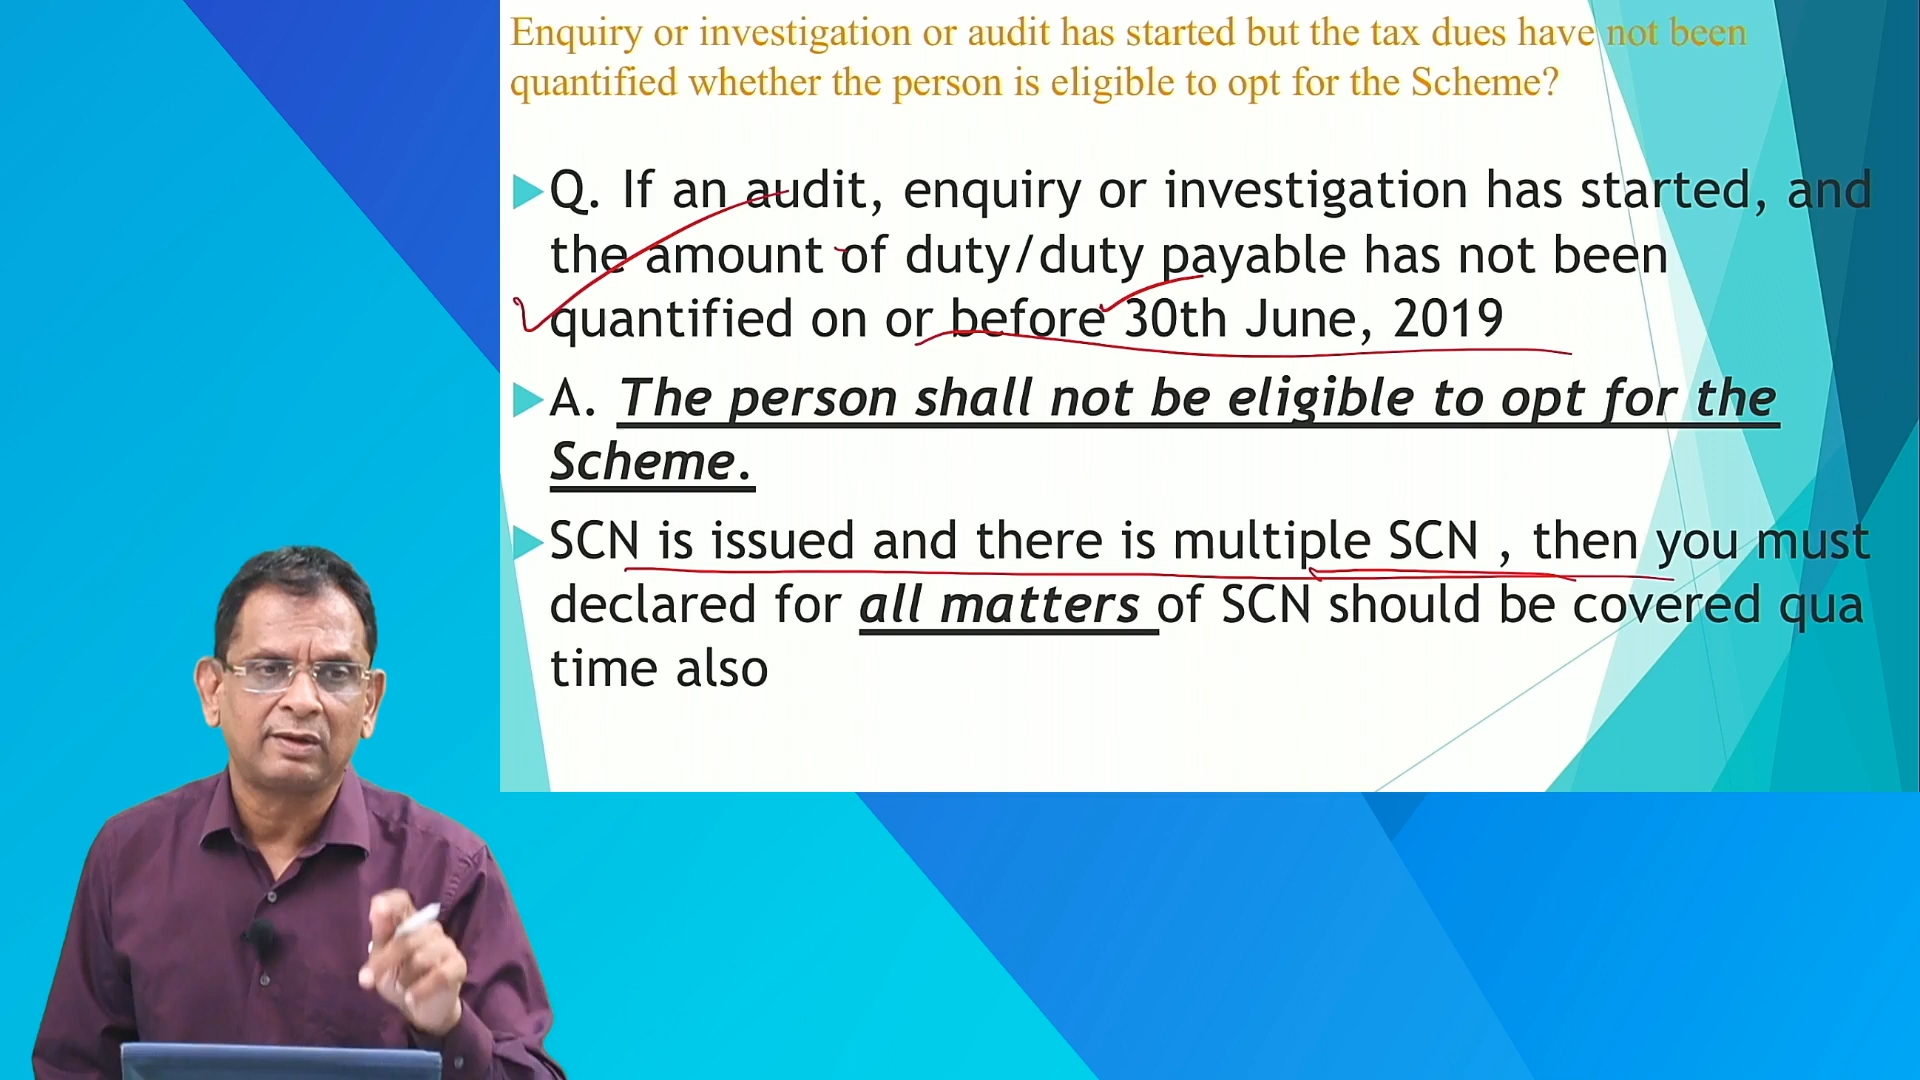 Enquiry or investigation or audit has started but the tax dues have not been
quantified whether the person is eligible to opt for the Scheme?
Q. If an audit, enquiry or investigation has started, and
the amount of duty/duty payable has not been
quantified on or before 30th June, 2019
A. The person shall not be eligible to opt for the
Scheme.
SCN is issued and there is multiple SCN , then you must
declared for all matters of SCN should be covered qua
time also